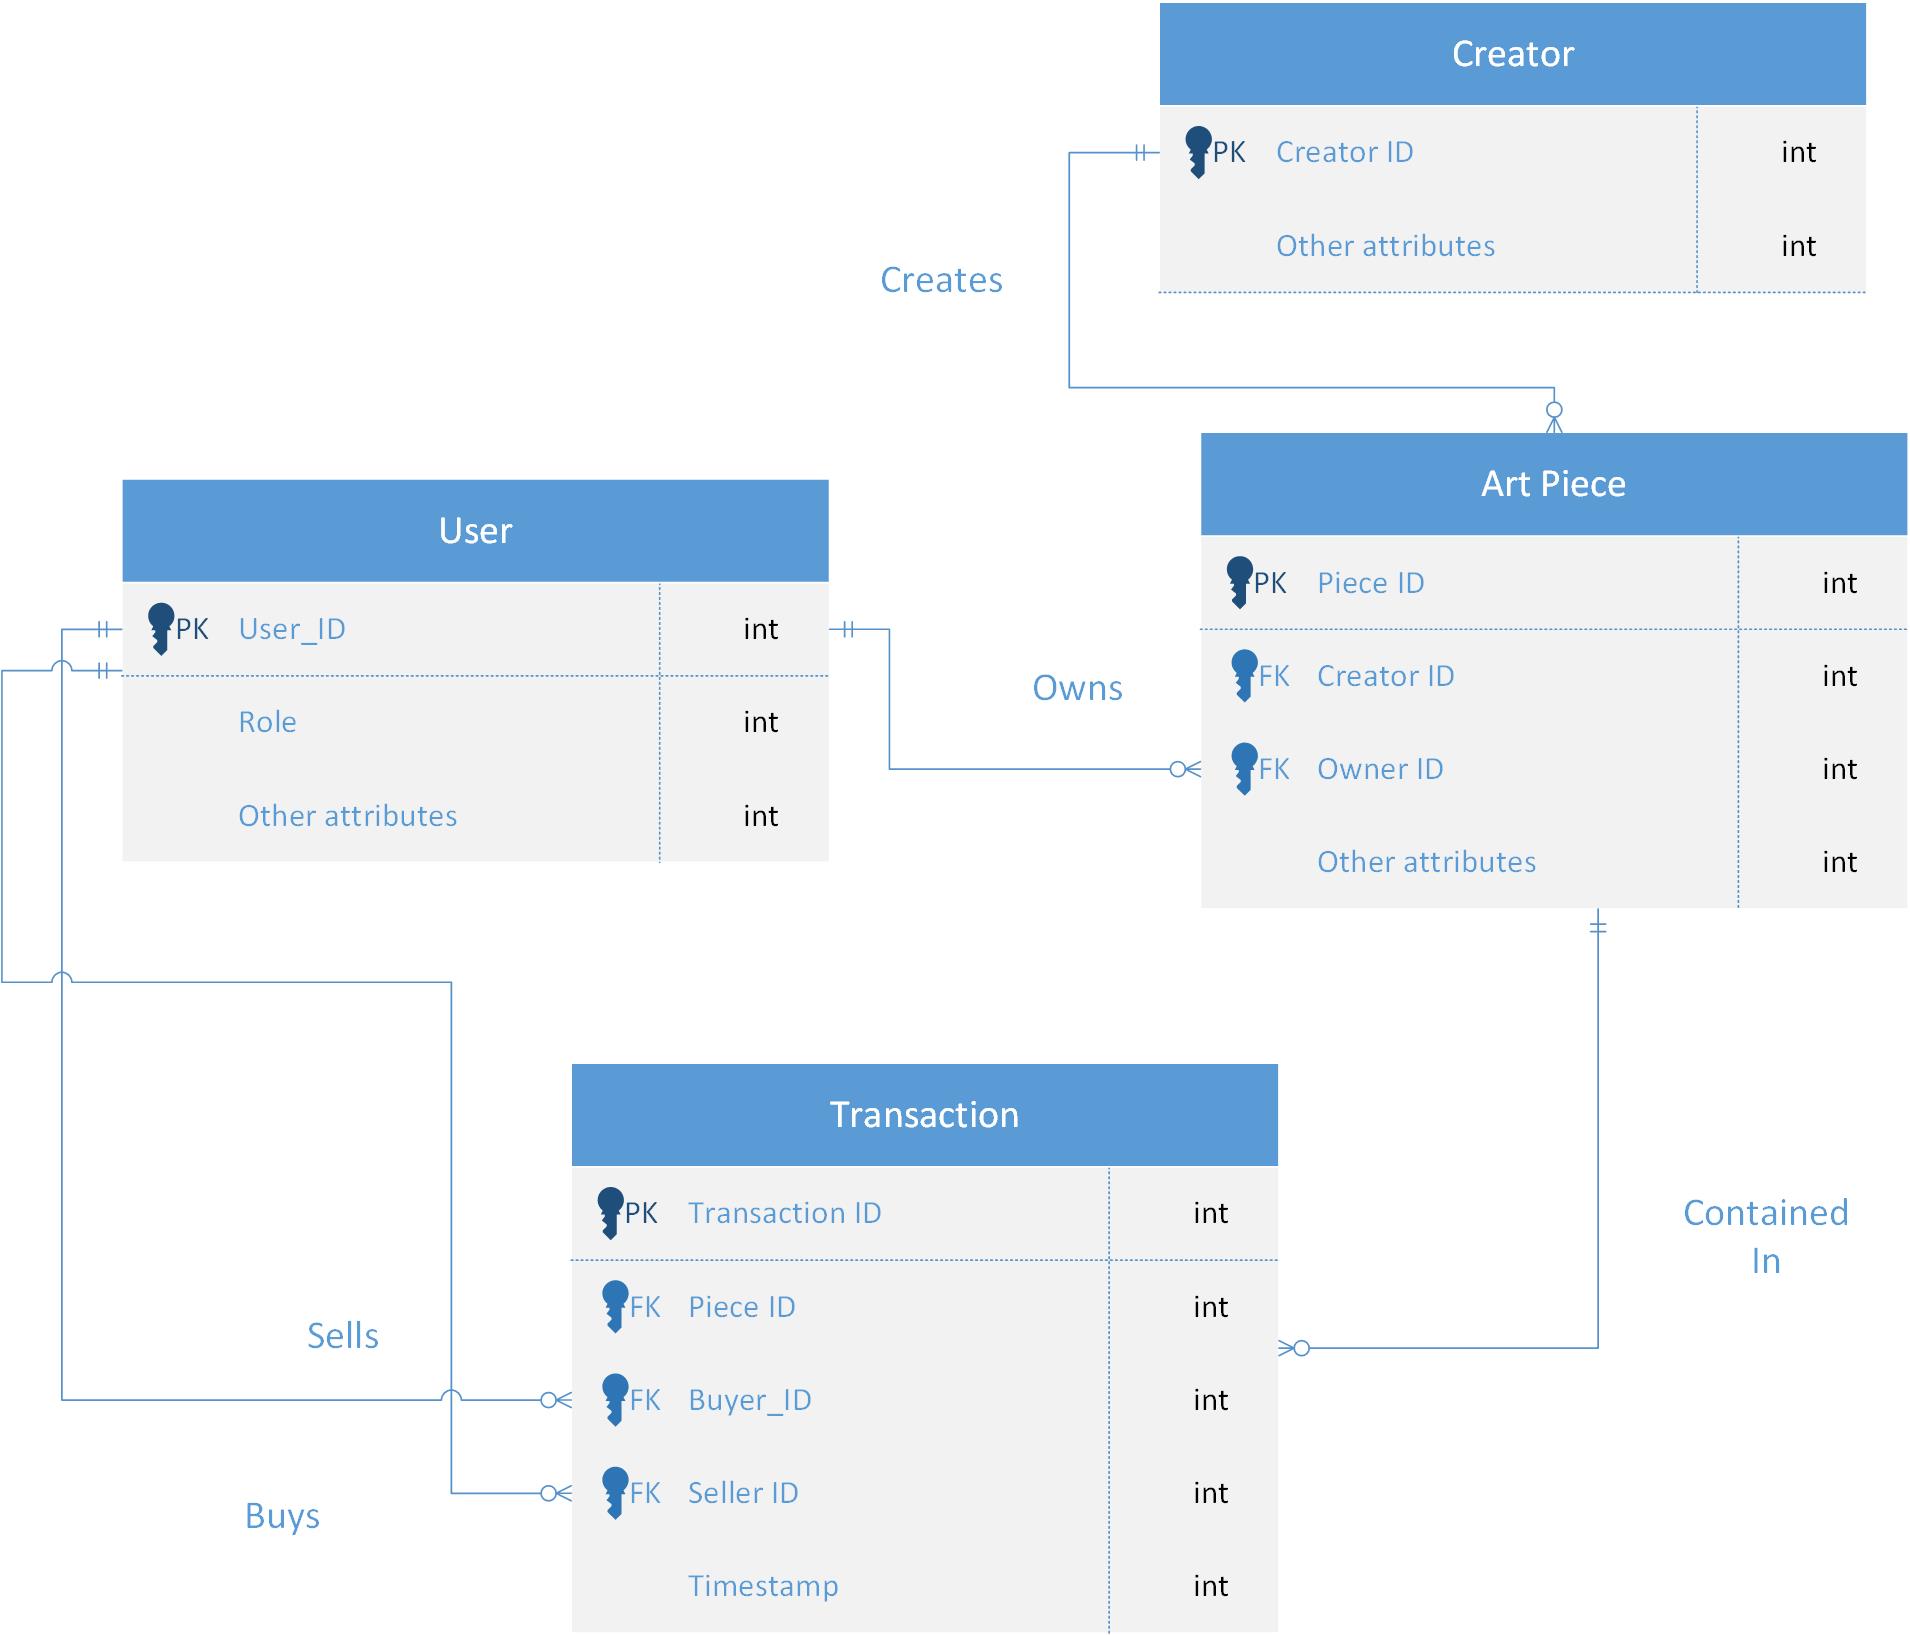 Creator
PK Creator ID int
Other attributes int
Creates
Art Piece
PK Piece ID int
FK Creator ID int
FK Owner ID int
Other attributes int
User
PK User_ID int
Role int
Other attributes int
Owns
Transaction
PK Transaction ID int
FK Piece ID int
FK Buyer_ID int
FK Seller ID int
Timestamp int
Contained
In
Sells
Buys